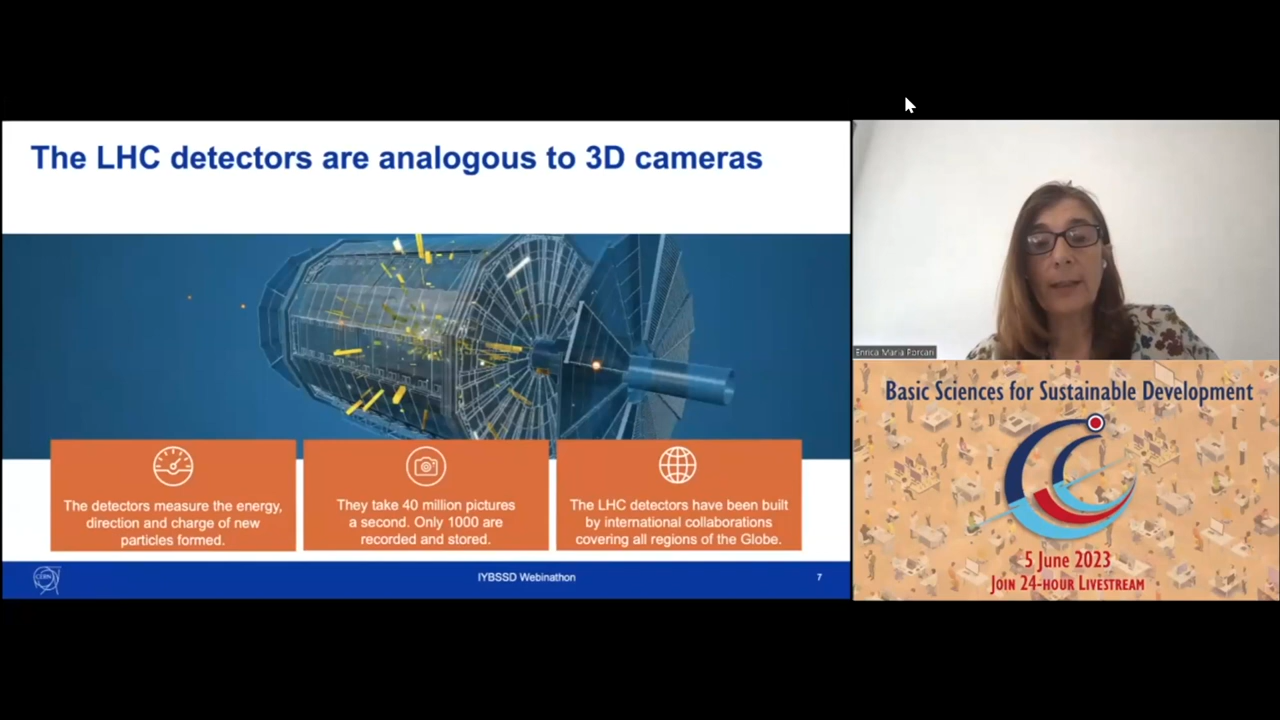 The LHC detectors are analogous to 3D cameras
The detectors measure the energy,
direction and charge of new
particles formed.
They take 40 million pictures
a second. Only 1000 are
recorded and stored.
The LHC detectors have been built
by international collaborations
covering all regions of the Globe.
CERN
IYBSSD Webinathon
7
Enrica Maria Porcari
Basic Sciences for Sustainable Development
5 June 2023
Join 24-hour Livestream